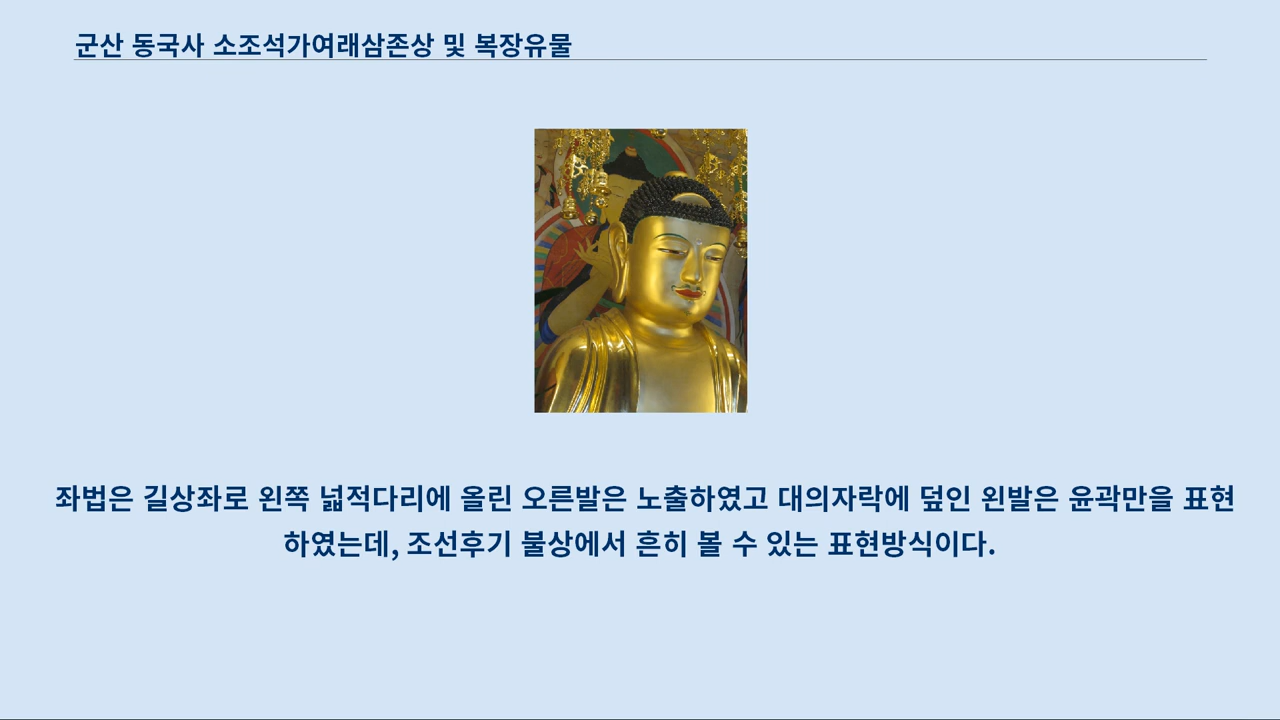 군산 동국사 소조석가여래삼존상 및 복장유물
좌법은 길상좌로 왼쪽 넓적다리에 올린 오른발은 노출하였고 대의자락에 덮인 왼발은 윤곽만을 표현
하였는데, 조선후기 불상에서 흔히 볼 수 있는 표현방식이다.